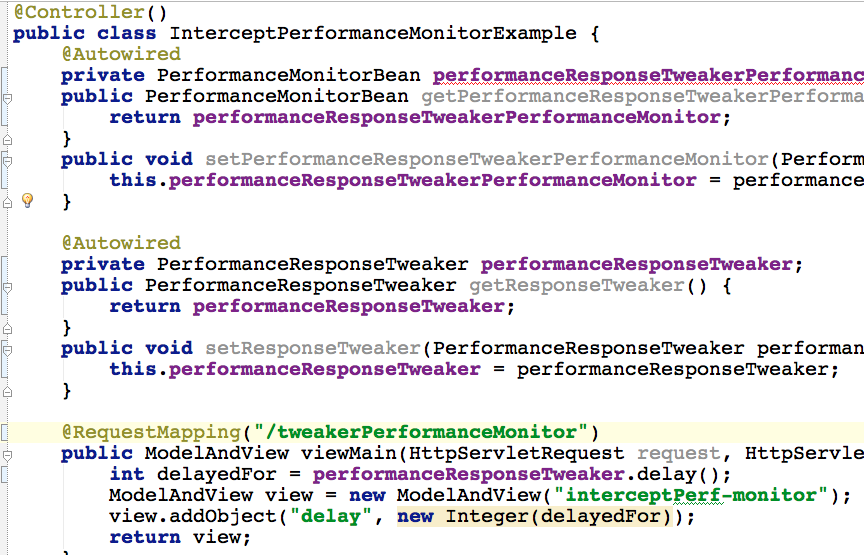 @Controller()
public class InterceptPerformanceMonitorExample {
@Autowired
private PerformanceMonitorBean performanceResponseTweakerPerformanc
public PerformanceMonitorBean getPerformanceResponseTweakerPerforma
return performanceResponseTweakerPerformanceMonitor;
}
public void setPerformanceResponseTweakerPerformanceMonitor(Perform
this.performanceResponseTweakerPerformanceMonitor = performance
}
@Autowired
private PerformanceResponseTweaker performanceResponseTweaker;
public PerformanceResponseTweaker getResponseTweaker() {
return performanceResponseTweaker;
}
public void setResponseTweaker(PerformanceResponseTweaker performan
this.performanceResponseTweaker = performanceResponseTweaker;
}
@RequestMapping("/tweakerPerformanceMonitor")
public ModelAndView viewMain(HttpServletRequest request, HttpServle
int delayedFor = performanceResponseTweaker.delay();
ModelAndView view = new ModelAndView("interceptPerf-monitor");
view.addObject("delay", new Integer(delayedFor));
return view;